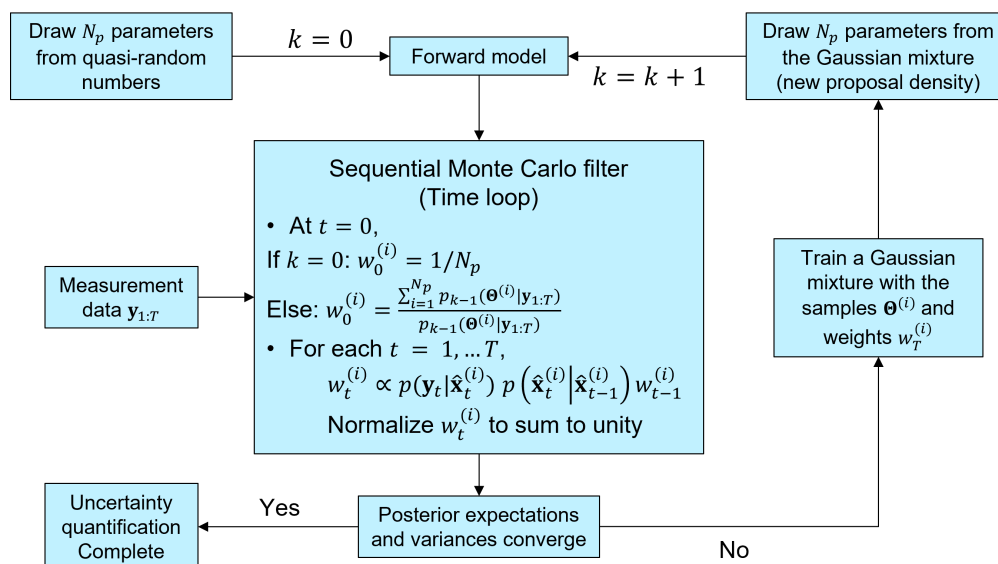 Draw $N_p$ parameters
from quasi-random
numbers
$k = 0$
Forward model
$k = k + 1$
Draw $N_p$ parameters from
the Gaussian mixture
(new proposal density)
Sequential Monte Carlo filter
(Time loop)
• At $t = 0$,
If $k = 0$: $w_0^{(i)} = 1/N_p$
Else: $w_0^{(i)} = \frac{\sum_{i=1}^{N_p} p_{k-1}(\mathbf{\Theta}^{(i)}|\mathbf{y}_{1:T})}{p_{k-1}(\mathbf{\Theta}^{(i)}|\mathbf{y}_{1:T})}$
• For each $t = 1, \ldots T$,
$w_t^{(i)} \propto p(\mathbf{y}_t|\hat{\mathbf{x}}_t^{(i)})\, p\left(\hat{\mathbf{x}}_t^{(i)}\middle|\hat{\mathbf{x}}_{t-1}^{(i)}\right) w_{t-1}^{(i)}$
Normalize $w_t^{(i)}$ to sum to unity
Measurement
data $\mathbf{y}_{1:T}$
Train a Gaussian
mixture with the
samples $\mathbf{\Theta}^{(i)}$ and
weights $w_T^{(i)}$
Uncertainty
quantification
Complete
Yes
Posterior expectations
and variances converge
No